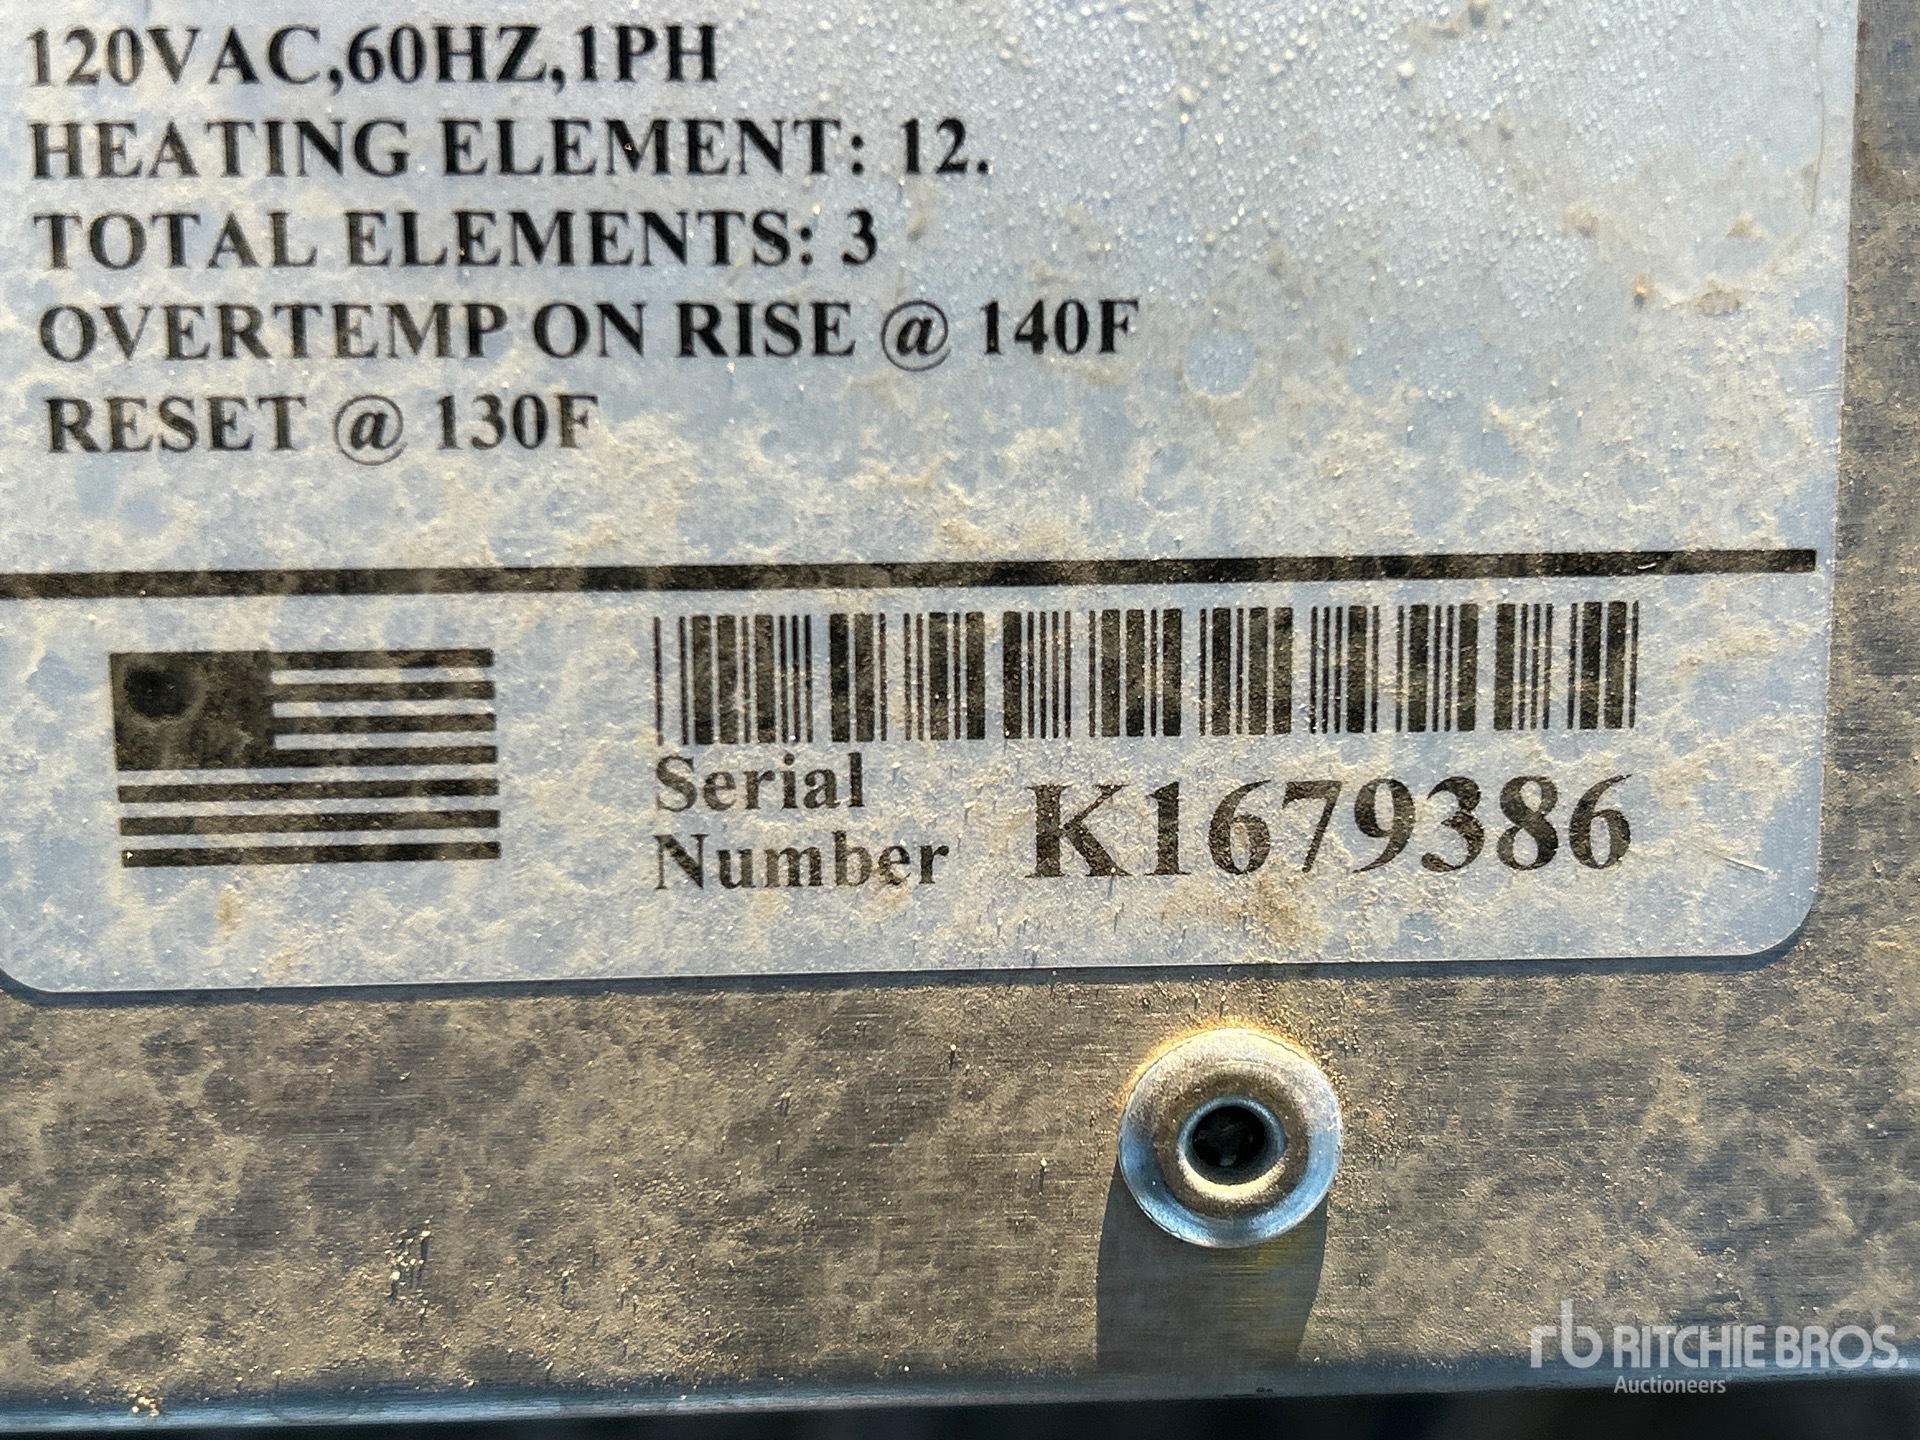 120VAC,60HZ,1PH
HEATING ELEMENT: 12.
TOTAL ELEMENTS: 3
OVERTEMP ON RISE @ 140F
RESET @ 130F
Serial
Number K1679386
rb RITCHIE BROS.
Auctioneers